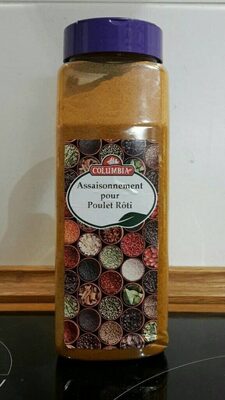 COLUMBIA
Assaisonnement
pour
Poulet Rôti